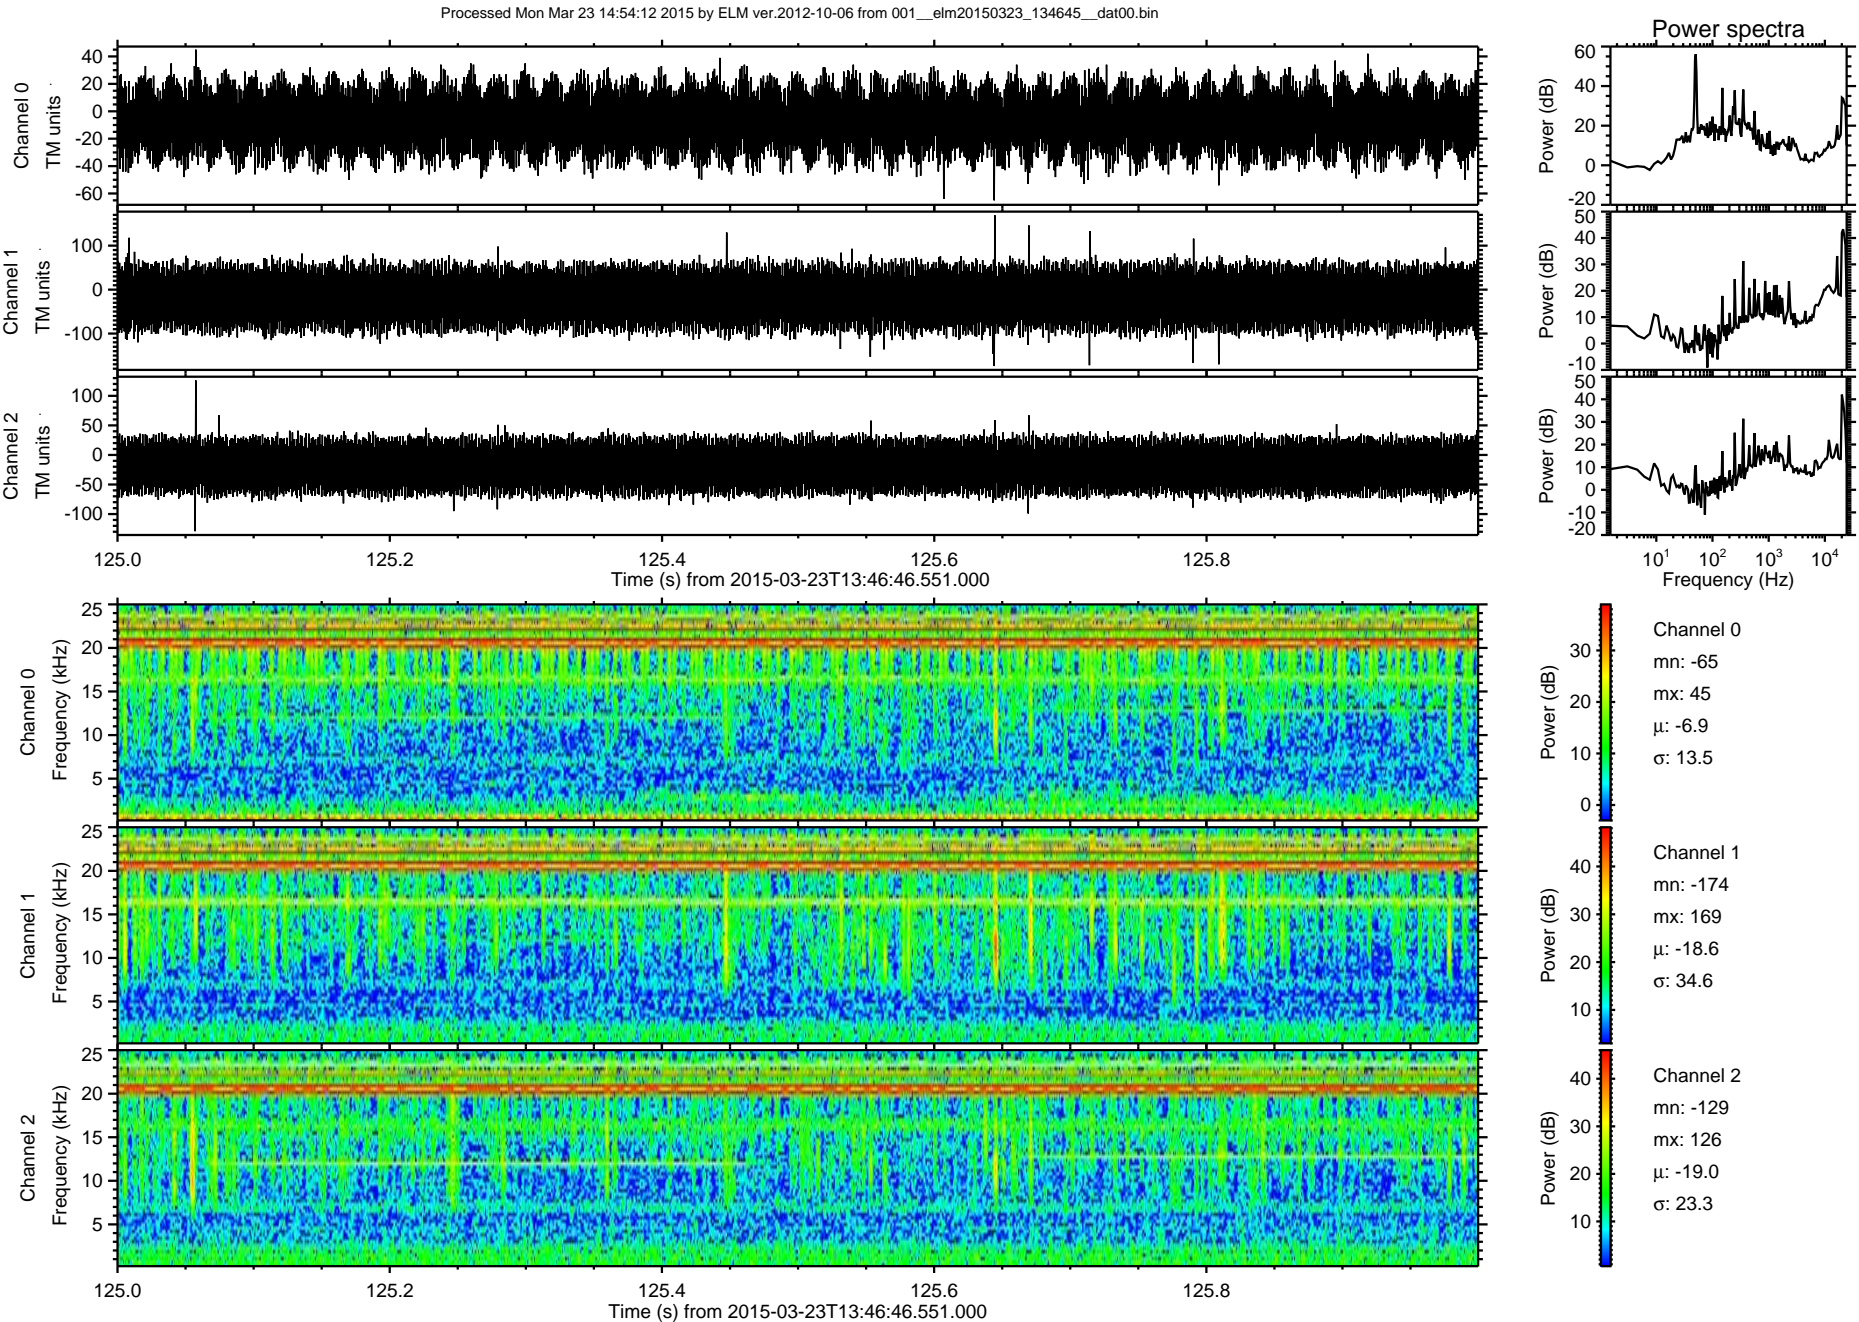 Processed Mon Mar 23 14:54:12 2015 by ELM ver.2012-10-06 from 001__elm20150323_134645__dat00.bin
Power spectra
Channel 0
TM units
40
20
0
-20
-40
-60
Power (dB)
60
40
20
0
-20
Channel 1
TM units
100
0
-100
Power (dB)
50
40
30
20
10
0
-10
Channel 2
TM units
100
50
0
-50
-100
Power (dB)
50
40
30
20
10
0
-10
-20
125.0 125.2 125.4 125.6 125.8
Time (s) from 2015-03-23T13:46:46.551.000
10^1 10^2 10^3 10^4
Frequency (Hz)
Channel 0
Frequency (kHz)
25
20
15
10
5
Power (dB)
30
20
10
0
Channel 0
mn: -65
mx: 45
µ: -6.9
σ: 13.5
Channel 1
Frequency (kHz)
25
20
15
10
5
Power (dB)
40
30
20
10
Channel 1
mn: -174
mx: 169
µ: -18.6
σ: 34.6
Channel 2
Frequency (kHz)
25
20
15
10
5
Power (dB)
40
30
20
10
Channel 2
mn: -129
mx: 126
µ: -19.0
σ: 23.3
125.0 125.2 125.4 125.6 125.8
Time (s) from 2015-03-23T13:46:46.551.000